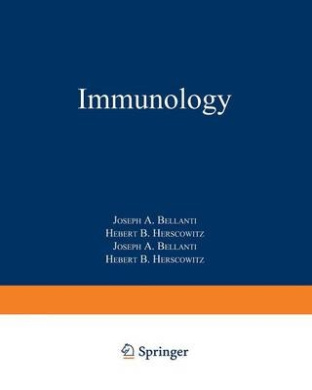 Immunology
JOSEPH A. BELLANTI
HEBERT B. HERSCOWITZ
JOSEPH A. BELLANTI
HEBERT B. HERSCOWITZ
Springer